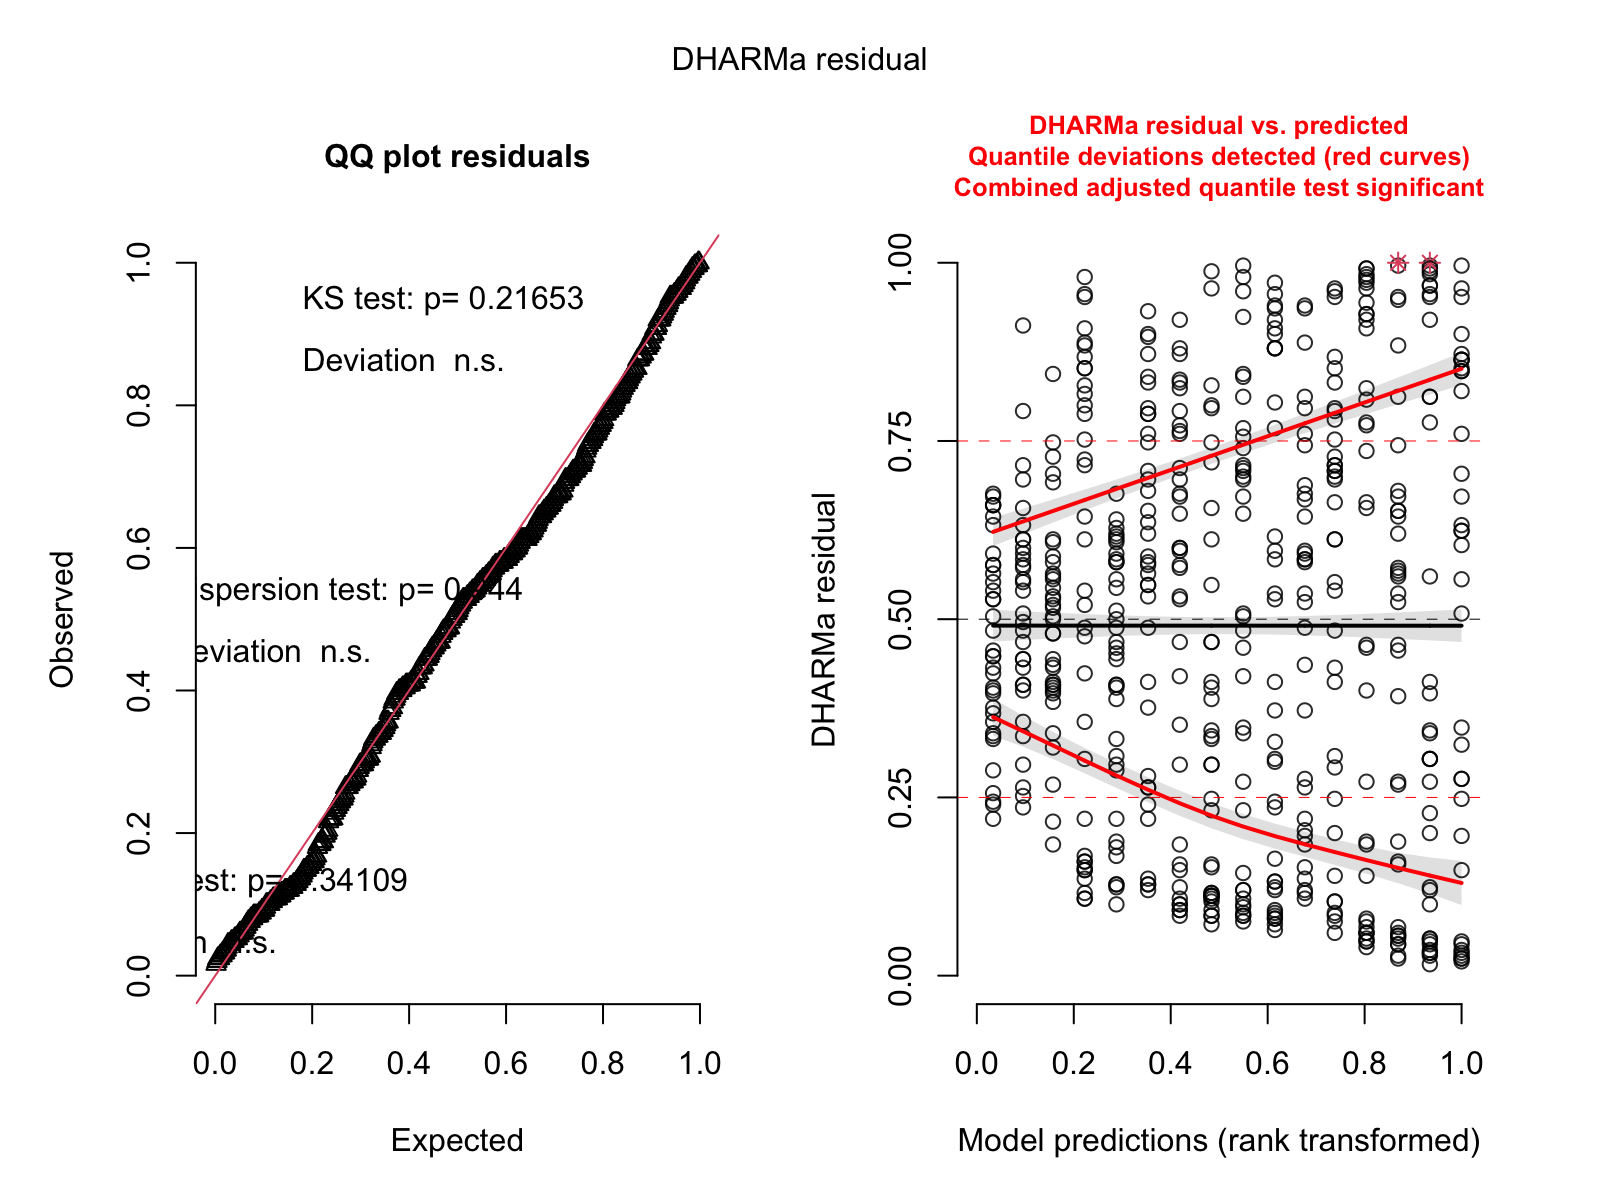 DHARMa residual
QQ plot residuals
KS test: p= 0.21653
Deviation  n.s.
spersion test: p= 0
44
eviation  n.s.
est: p=
.34109
n
n.s.
Observed
0.0 0.2 0.4 0.6 0.8 1.0
0.0 0.2 0.4 0.6 0.8 1.0
Expected
DHARMa residual vs. predicted
Quantile deviations detected (red curves)
Combined adjusted quantile test significant
DHARMa residual
0.00 0.25 0.50 0.75 1.00
0.0 0.2 0.4 0.6 0.8 1.0
Model predictions (rank transformed)